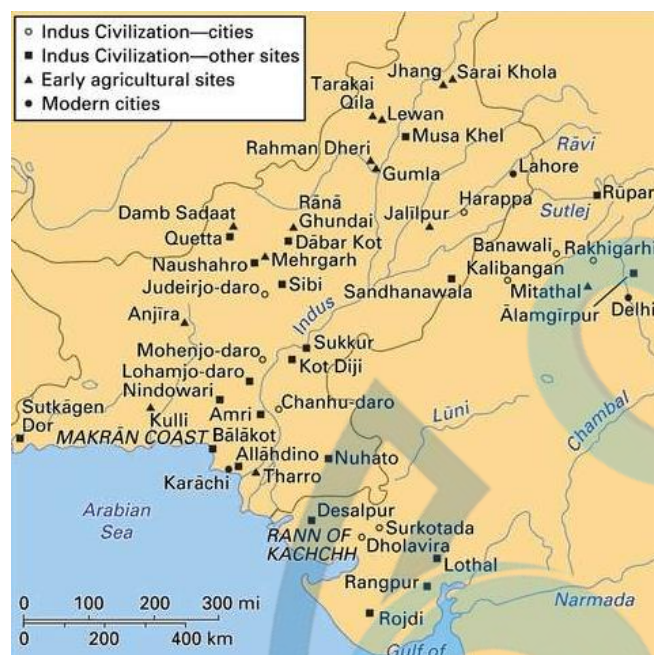 Indus Civilization—cities
Indus Civilization—other sites
Early agricultural sites
Modern cities
Jhang
Sarai Khola
Tarakai
Qila
Lewan
Musa Khel
Rāvi
Rahman Dheri
Gumla
Lahore
Harappa
Rūpar
Sutlej
Damb Sadaat
Rānā
Ghundai
Jalīlpur
Quetta
Dābar Kot
Banawali
Rakhigarhi
Naushahro
Mehrgarh
Kalibangan
Judeirjo-daro
Sibi
Sandhanawala
Mitathal
Ālamgīrpur
Delhi
Anjīra
Indus
Sukkur
Mohenjo-daro
Kot Diji
Lohamjo-daro
Nindowari
Chanhu-daro
Sutkāgen
Dor
Kulli
Amri
Lūni
Chambal
MAKRĀN COAST
Bālākot
Allāhdino
Nuhato
Karāchi
Tharro
Arabian
Sea
Desalpur
RANN OF
KACHCHH
Surkotada
Dholavira
Lothal
Rangpur
Narmada
Rojdi
Gulf of
0 100 200 300 mi
0 200 400 km